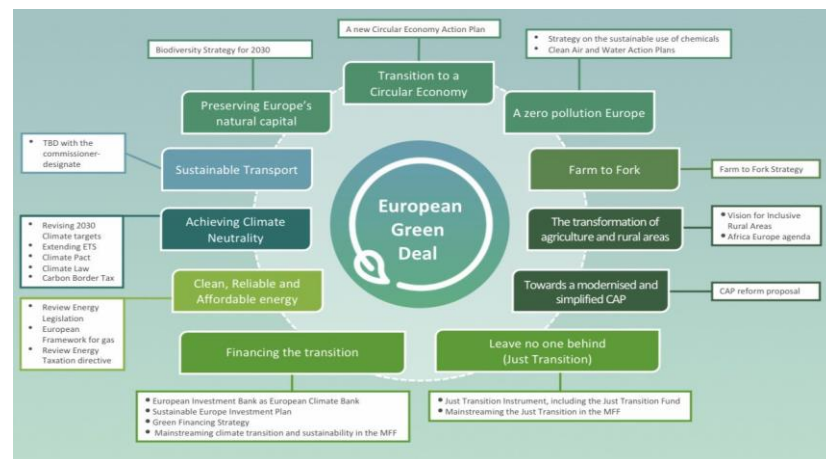 A new Circular Economy Action Plan
Biodiversity Strategy for 2030
• Strategy on the sustainable use of chemicals
• Clean Air and Water Action Plans
Transition to a
Circular Economy
Preserving Europe's
natural capital
A zero pollution Europe
• TBD with the
commissioner-
designate
Sustainable Transport
Farm to Fork
Farm to Fork Strategy
European
Green
Deal
• Revising 2030
Climate targets
• Extending ETS
• Climate Pact
• Climate Law
• Carbon Border Tax
Achieving Climate
Neutrality
The transformation of
agriculture and rural areas
• Vision for Inclusive
Rural Areas
• Africa Europe agenda
Clean, Reliable and
Affordable energy
Towards a modernised and
simplified CAP
CAP reform proposal
• Review Energy
Legislation
• European
Framework for gas
• Review Energy
Taxation directive
Financing the transition
Leave no one behind
(Just Transition)
• European Investment Bank as European Climate Bank
• Sustainable Europe Investment Plan
• Green Financing Strategy
• Mainstreaming climate transition and sustainability in the MFF
• Just Transition Instrument, including the Just Transition Fund
• Mainstreaming the Just Transition in the MFF